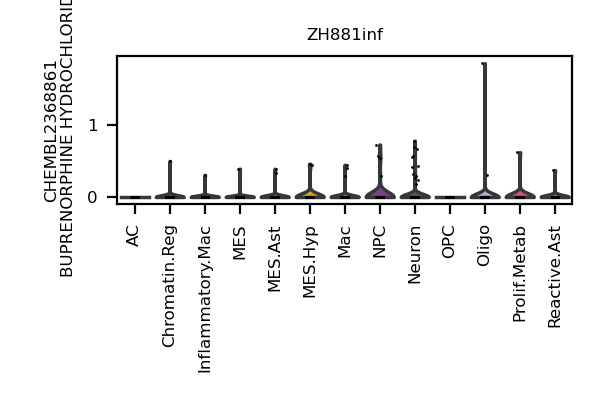 ZH881inf
CHEMBL2368861
BUPRENORPHINE HYDROCHLORID
1
0
AC
Chromatin.Reg
Inflammatory.Mac
MES
MES.Ast
MES.Hyp
Mac
NPC
Neuron
OPC
Oligo
Prolif.Metab
Reactive.Ast